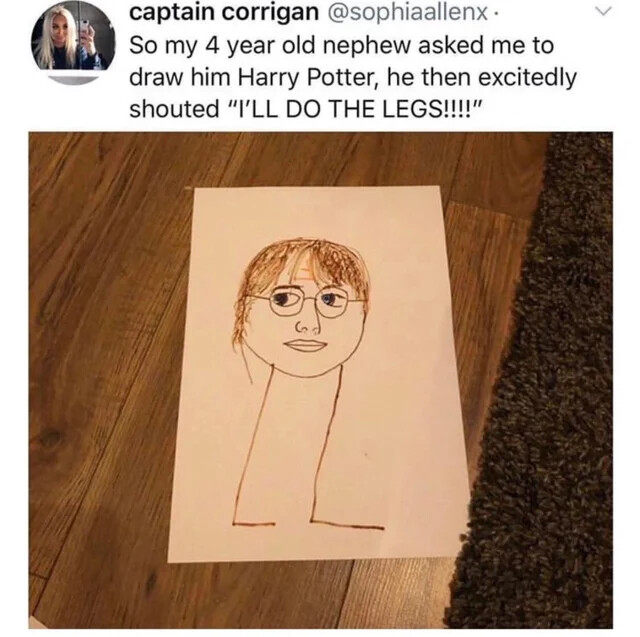 captain corrigan @sophiaallenx ·
So my 4 year old nephew asked me to
draw him Harry Potter, he then excitedly
shouted “I’LL DO THE LEGS!!!!”